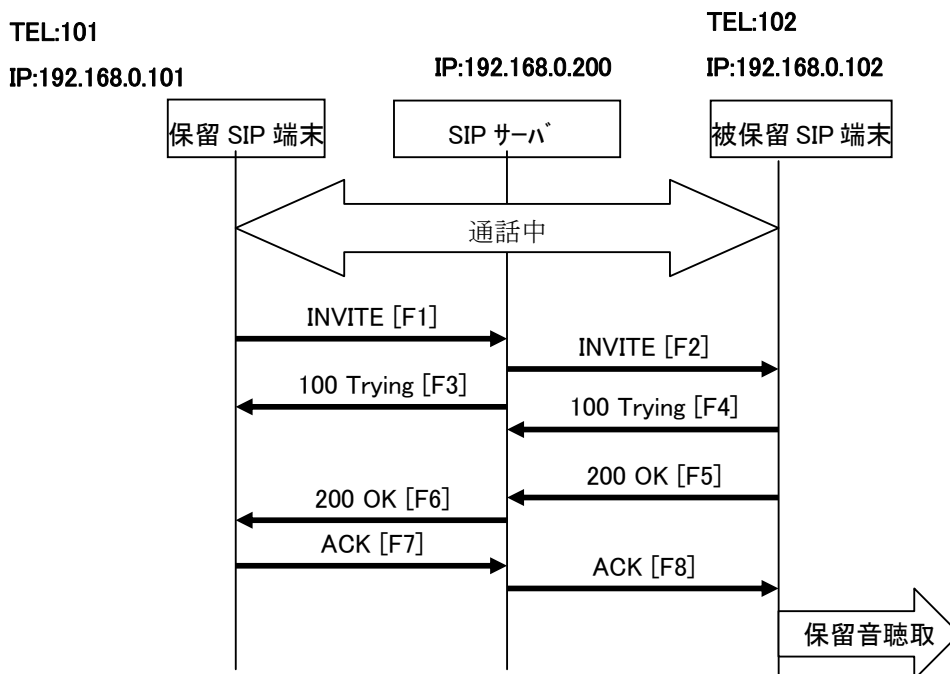 TEL:101
IP:192.168.0.101
IP:192.168.0.200
TEL:102
IP:192.168.0.102
保留 SIP 端末
SIP ｻｰﾊﾞ
被保留 SIP 端末
通話中
INVITE [F1]
INVITE [F2]
100 Trying [F3]
100 Trying [F4]
200 OK [F5]
200 OK [F6]
ACK [F7]
ACK [F8]
保留音聴取